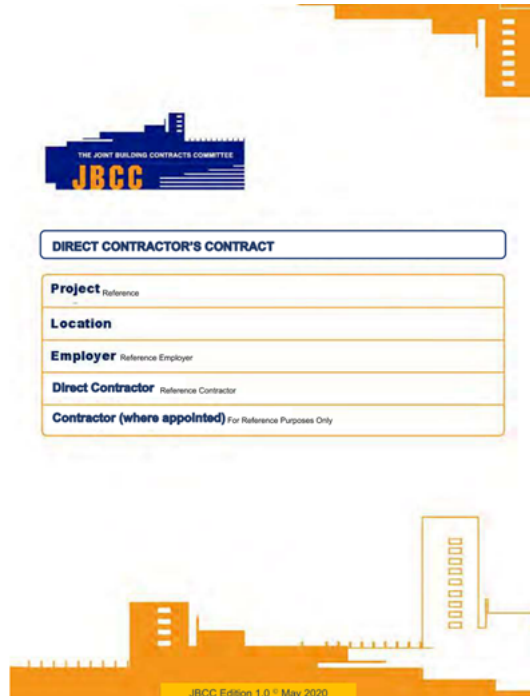 THE JOINT BUILDING CONTRACTS COMMITTEE
JBCC
DIRECT CONTRACTOR'S CONTRACT
Project Reference
Location
Employer Reference Employer
Direct Contractor Reference Contractor
Contractor (where appointed) For Reference Purposes Only
JBCC Edition 1.0 © May 2020